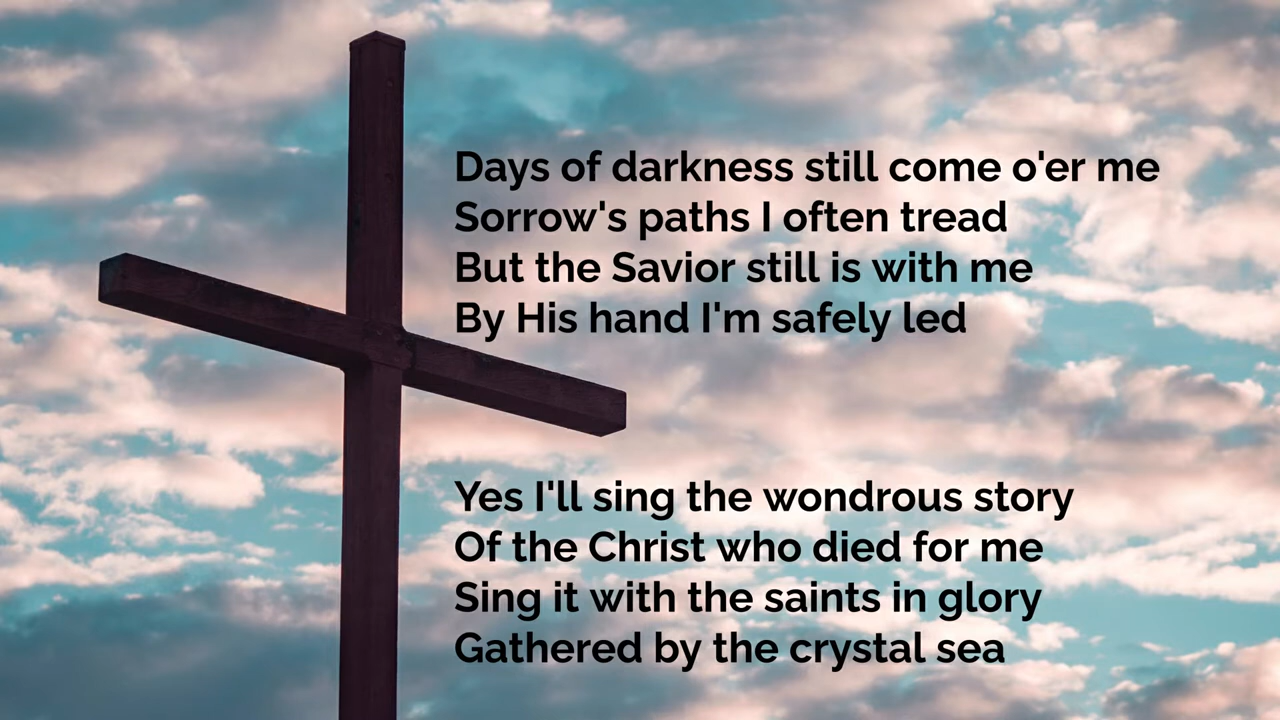 Days of darkness still come o'er me
Sorrow's paths I often tread
But the Savior still is with me
By His hand I'm safely led
Yes I'll sing the wondrous story
Of the Christ who died for me
Sing it with the saints in glory
Gathered by the crystal sea